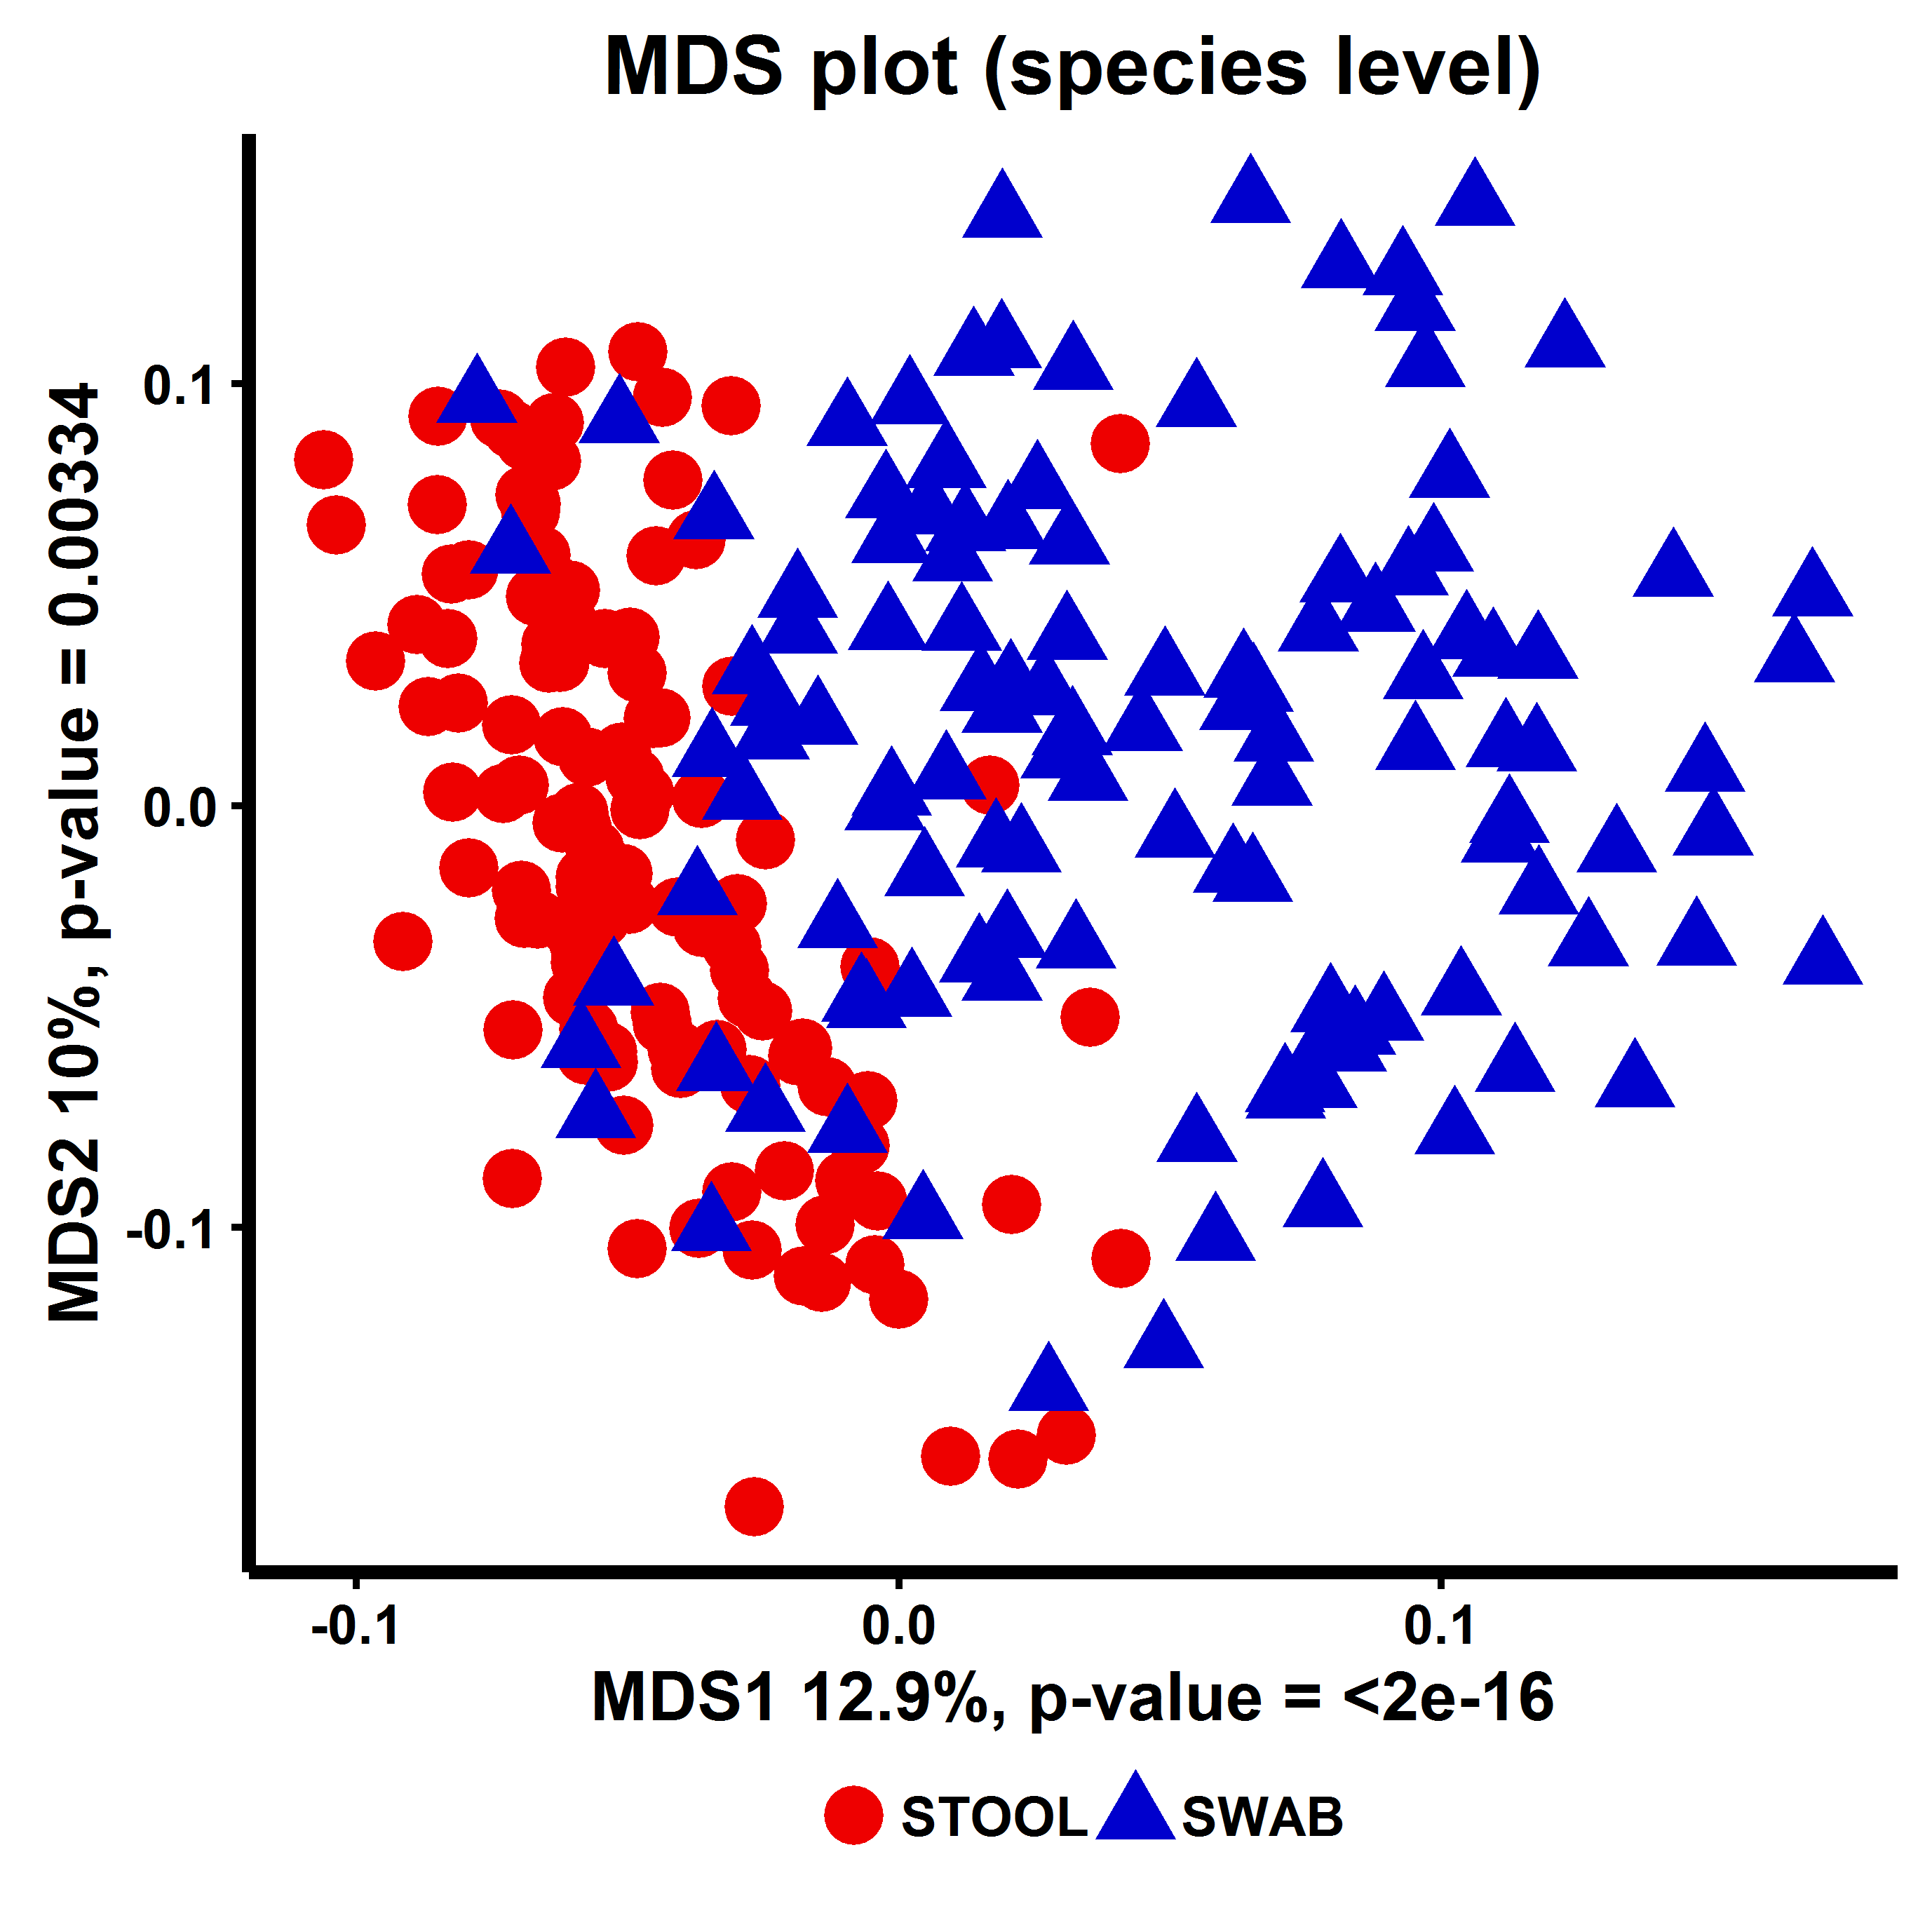 MDS plot (species level)
MDS2 10%, p-value = 0.00334
0.1
0.0
-0.1
-0.1
0.0
0.1
MDS1 12.9%, p-value = <2e-16
STOOL
SWAB